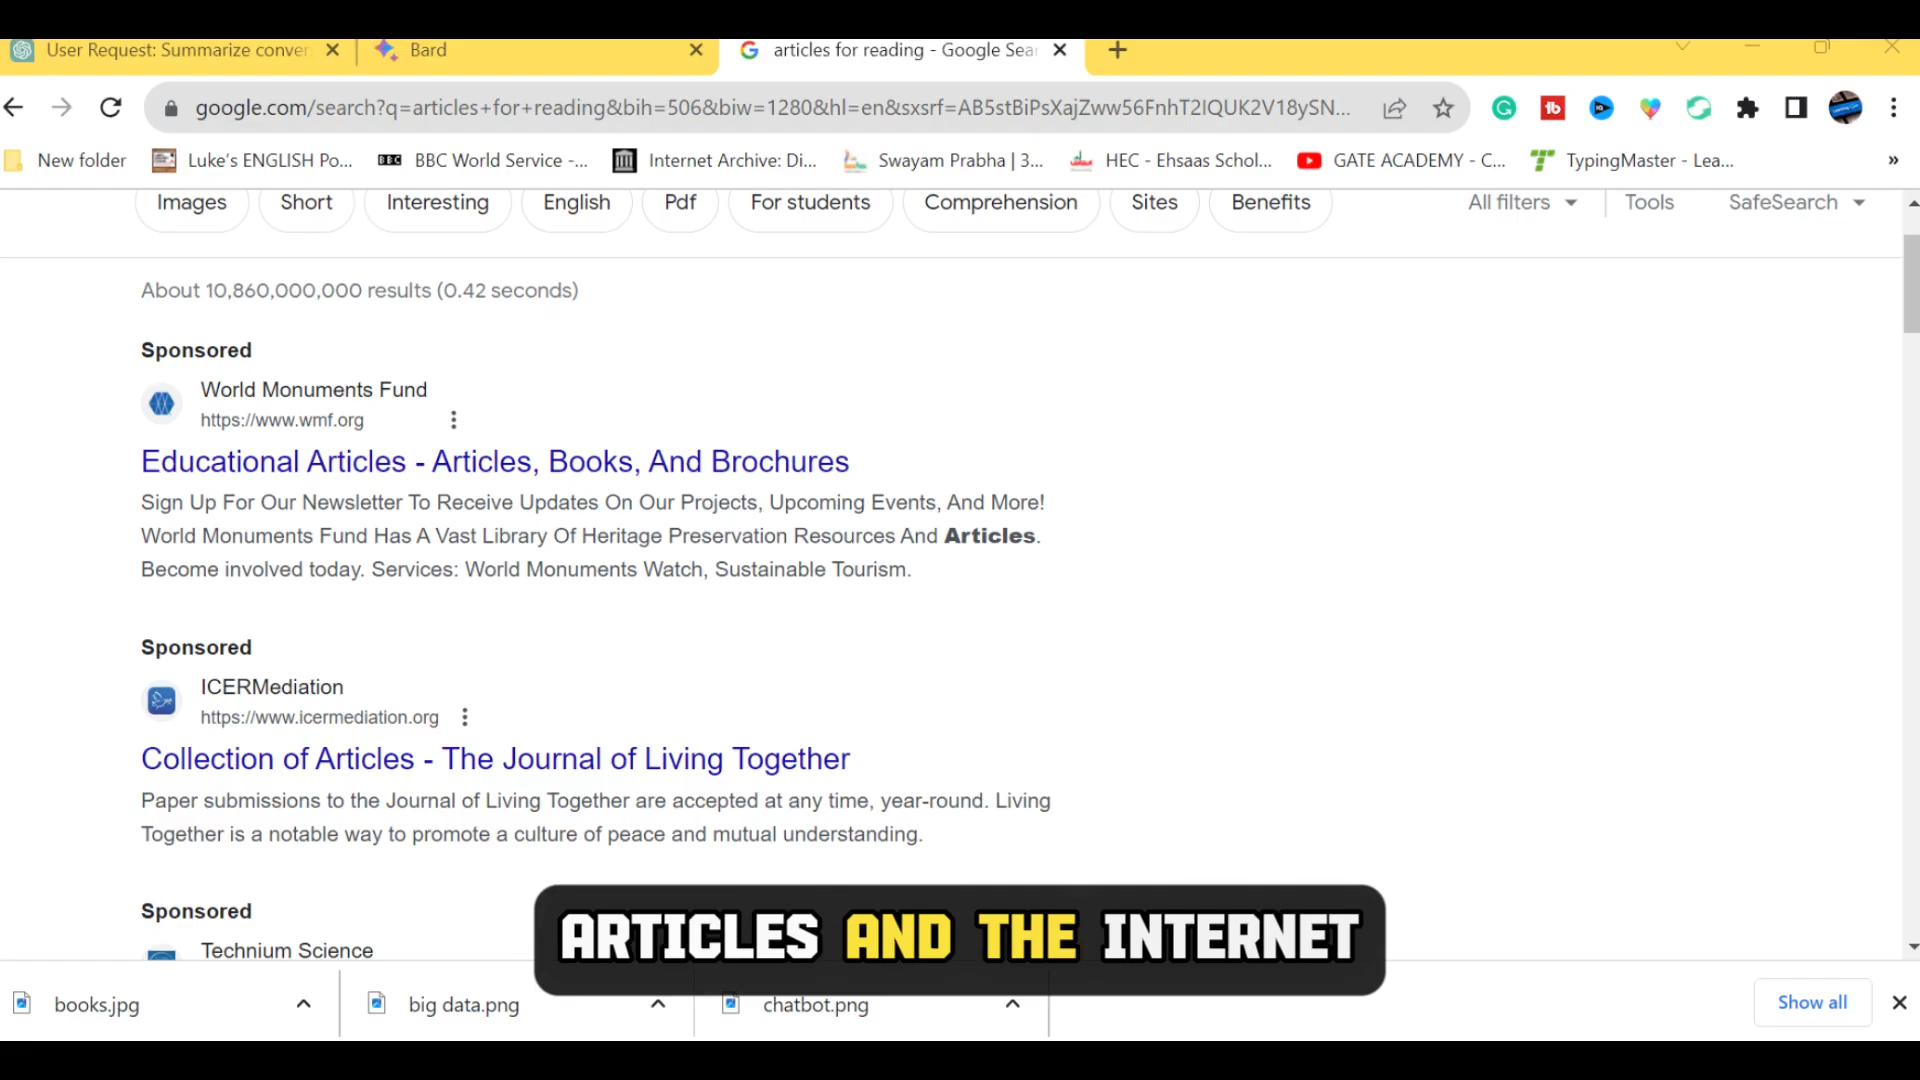 User Request: Summarize conver
Bard
articles for reading - Google Sear
google.com/search?q=articles+for+reading&bih=506&biw=1280&hl=en&sxsrf=AB5stBiPsXajZww56FnhT2IQUK2V18ySN...
New folder
Luke's ENGLISH Po...
BBC BBC World Service -...
Internet Archive: Di...
Swayam Prabha | 3...
HEC - Ehsaas Schol...
GATE ACADEMY - C...
TypingMaster - Lea...
»
Images
Short
Interesting
English
Pdf
For students
Comprehension
Sites
Benefits
All filters
Tools
SafeSearch
About 10,860,000,000 results (0.42 seconds)
Sponsored
World Monuments Fund
https://www.wmf.org
Educational Articles - Articles, Books, And Brochures
Sign Up For Our Newsletter To Receive Updates On Our Projects, Upcoming Events, And More!
World Monuments Fund Has A Vast Library Of Heritage Preservation Resources And Articles.
Become involved today. Services: World Monuments Watch, Sustainable Tourism.
Sponsored
ICERMediation
https://www.icermediation.org
Collection of Articles - The Journal of Living Together
Paper submissions to the Journal of Living Together are accepted at any time, year-round. Living
Together is a notable way to promote a culture of peace and mutual understanding.
Sponsored
Technium Science
ARTICLES AND THE INTERNET
books.jpg
big data.png
chatbot.png
Show all